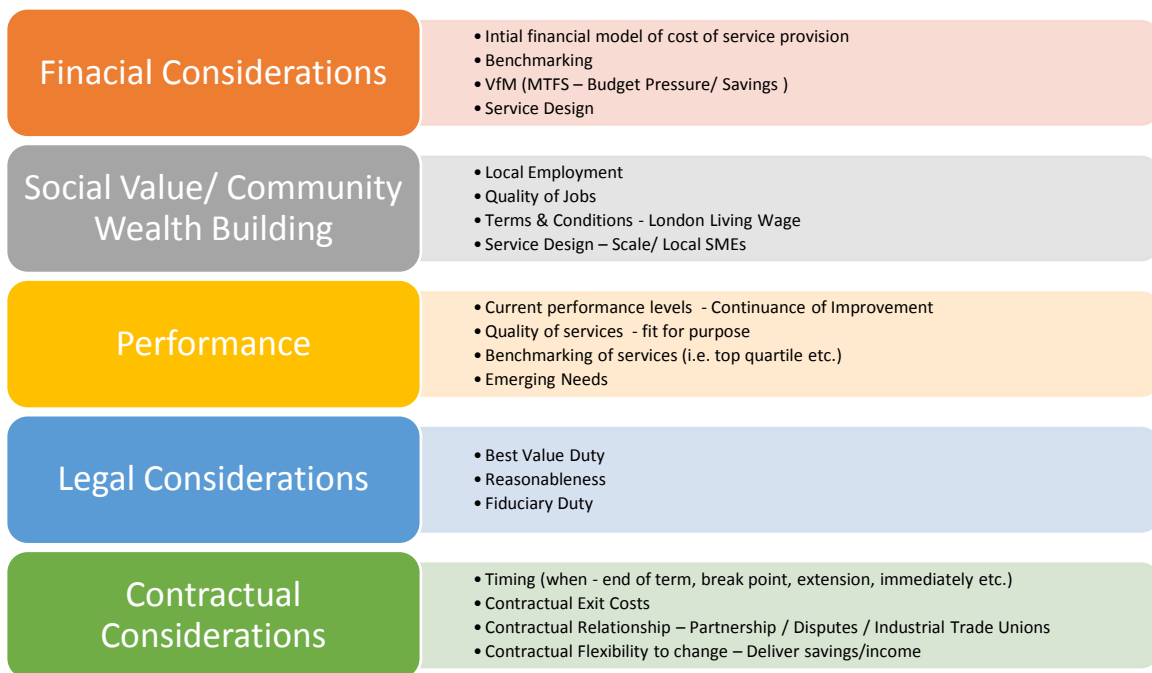 Finacial Considerations
• Intial financial model of cost of service provision
• Benchmarking
• VfM (MTFS – Budget Pressure/ Savings )
• Service Design
Social Value/ Community
Wealth Building
• Local Employment
• Quality of Jobs
• Terms & Conditions - London Living Wage
• Service Design – Scale/ Local SMEs
Performance
• Current performance levels - Continuance of Improvement
• Quality of services - fit for purpose
• Benchmarking of services (i.e. top quartile etc.)
• Emerging Needs
Legal Considerations
• Best Value Duty
• Reasonableness
• Fiduciary Duty
Contractual
Considerations
• Timing (when - end of term, break point, extension, immediately etc.)
• Contractual Exit Costs
• Contractual Relationship – Partnership / Disputes / Industrial Trade Unions
• Contractual Flexibility to change – Deliver savings/income